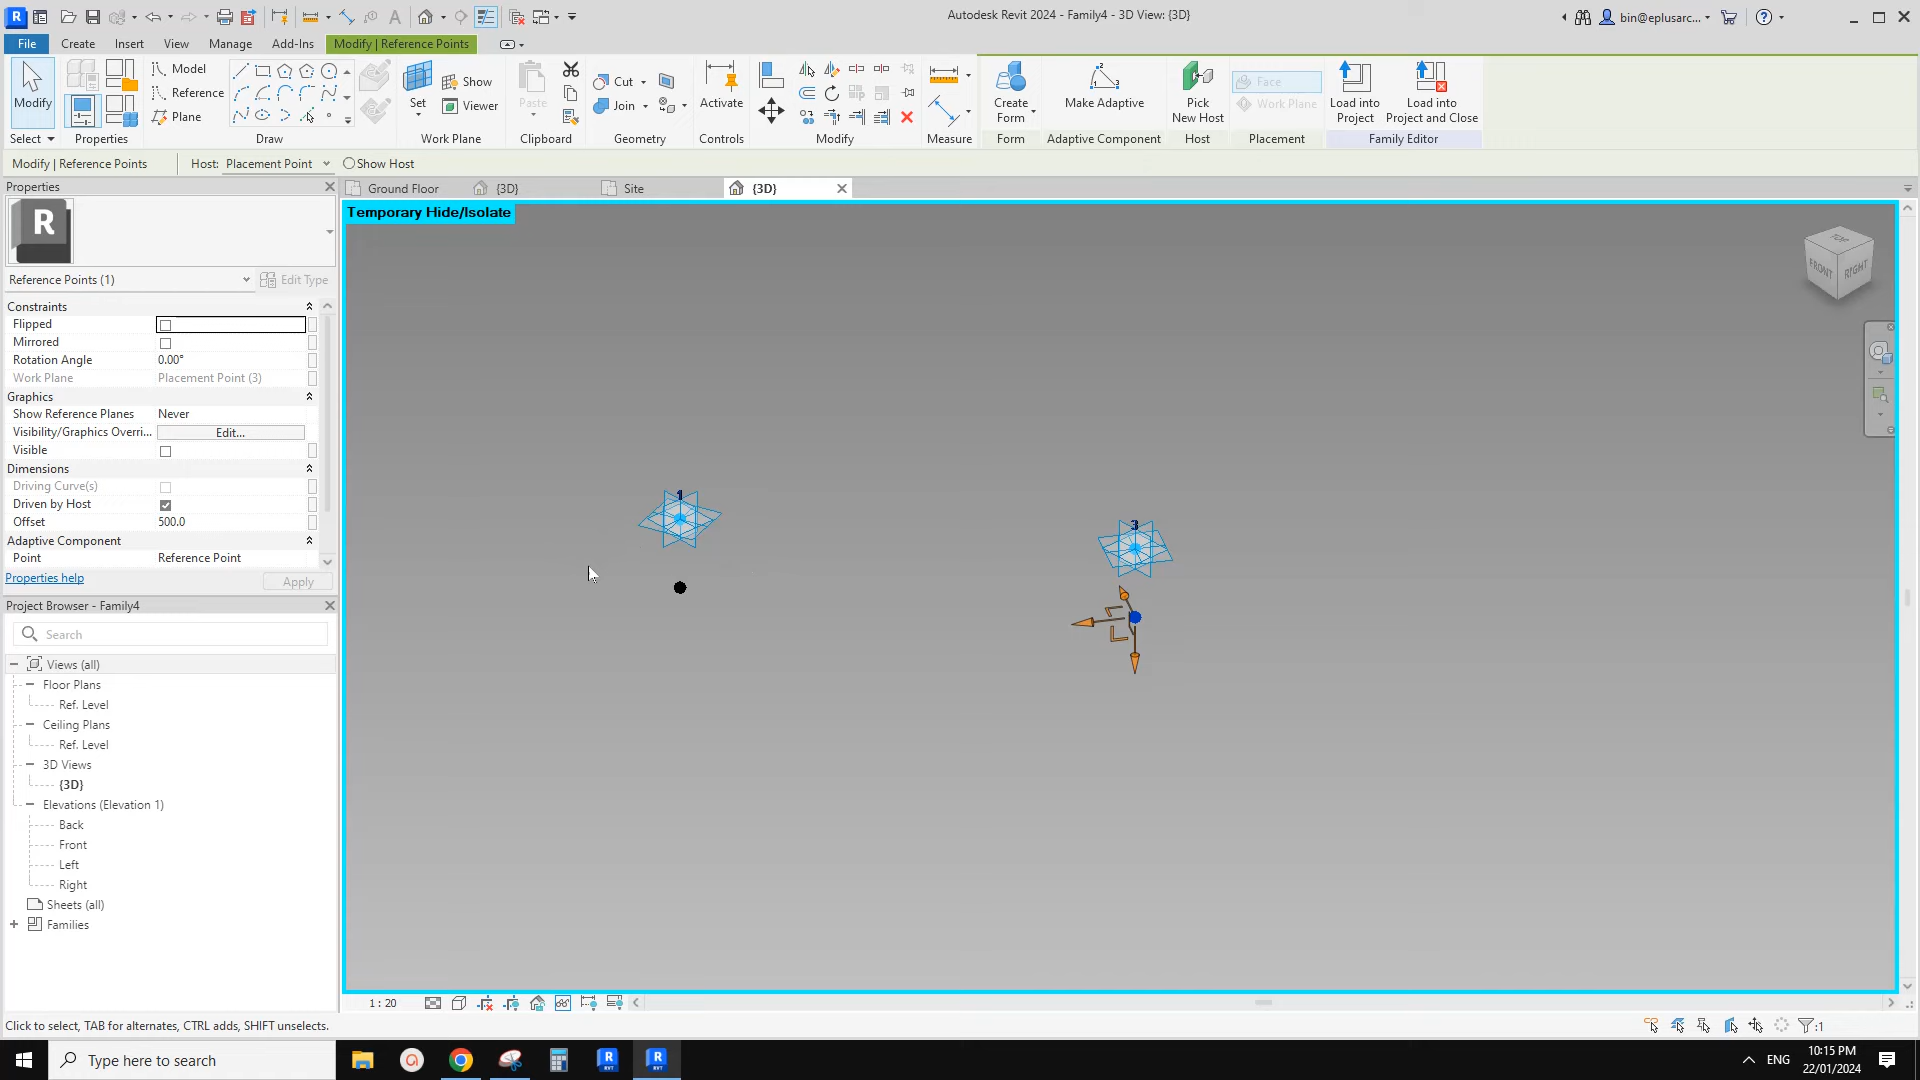 Autodesk Revit 2024 - Family4 - 3D View: {3D}
bin@eplusarc...
File
Create
Insert
View
Manage
Add-Ins
Modify | Reference Points
Modify
Select
Properties
Model
Reference
Plane
Draw
Set
Show
Viewer
Work Plane
Paste
Clipboard
Cut
Join
Geometry
Activate
Controls
Modify
Measure
Create
Form
Form
Make Adaptive
Adaptive Component
Pick
New Host
Host
Face
Work Plane
Placement
Load into
Project
Load into
Project and Close
Family Editor
Modify | Reference Points
Host: Placement Point
Show Host
Properties
R
Reference Points (1)
Edit Type
Constraints
Flipped
Mirrored
Rotation Angle 0.00°
Work Plane Placement Point (3)
Graphics
Show Reference Planes Never
Visibility/Graphics Overri... Edit...
Visible
Dimensions
Driving Curve(s)
Driven by Host
Offset 500.0
Adaptive Component
Point Reference Point
Properties help
Apply
Project Browser - Family4
Search
Views (all)
Floor Plans
Ref. Level
Ceiling Plans
Ref. Level
3D Views
{3D}
Elevations (Elevation 1)
Back
Front
Left
Right
Sheets (all)
Families
Ground Floor
{3D}
Site
{3D}
Temporary Hide/Isolate
TOP
FRONT
RIGHT
1
3
1 : 20
Click to select, TAB for alternates, CTRL adds, SHIFT unselects.
:1
Type here to search
ENG
10:15 PM
22/01/2024